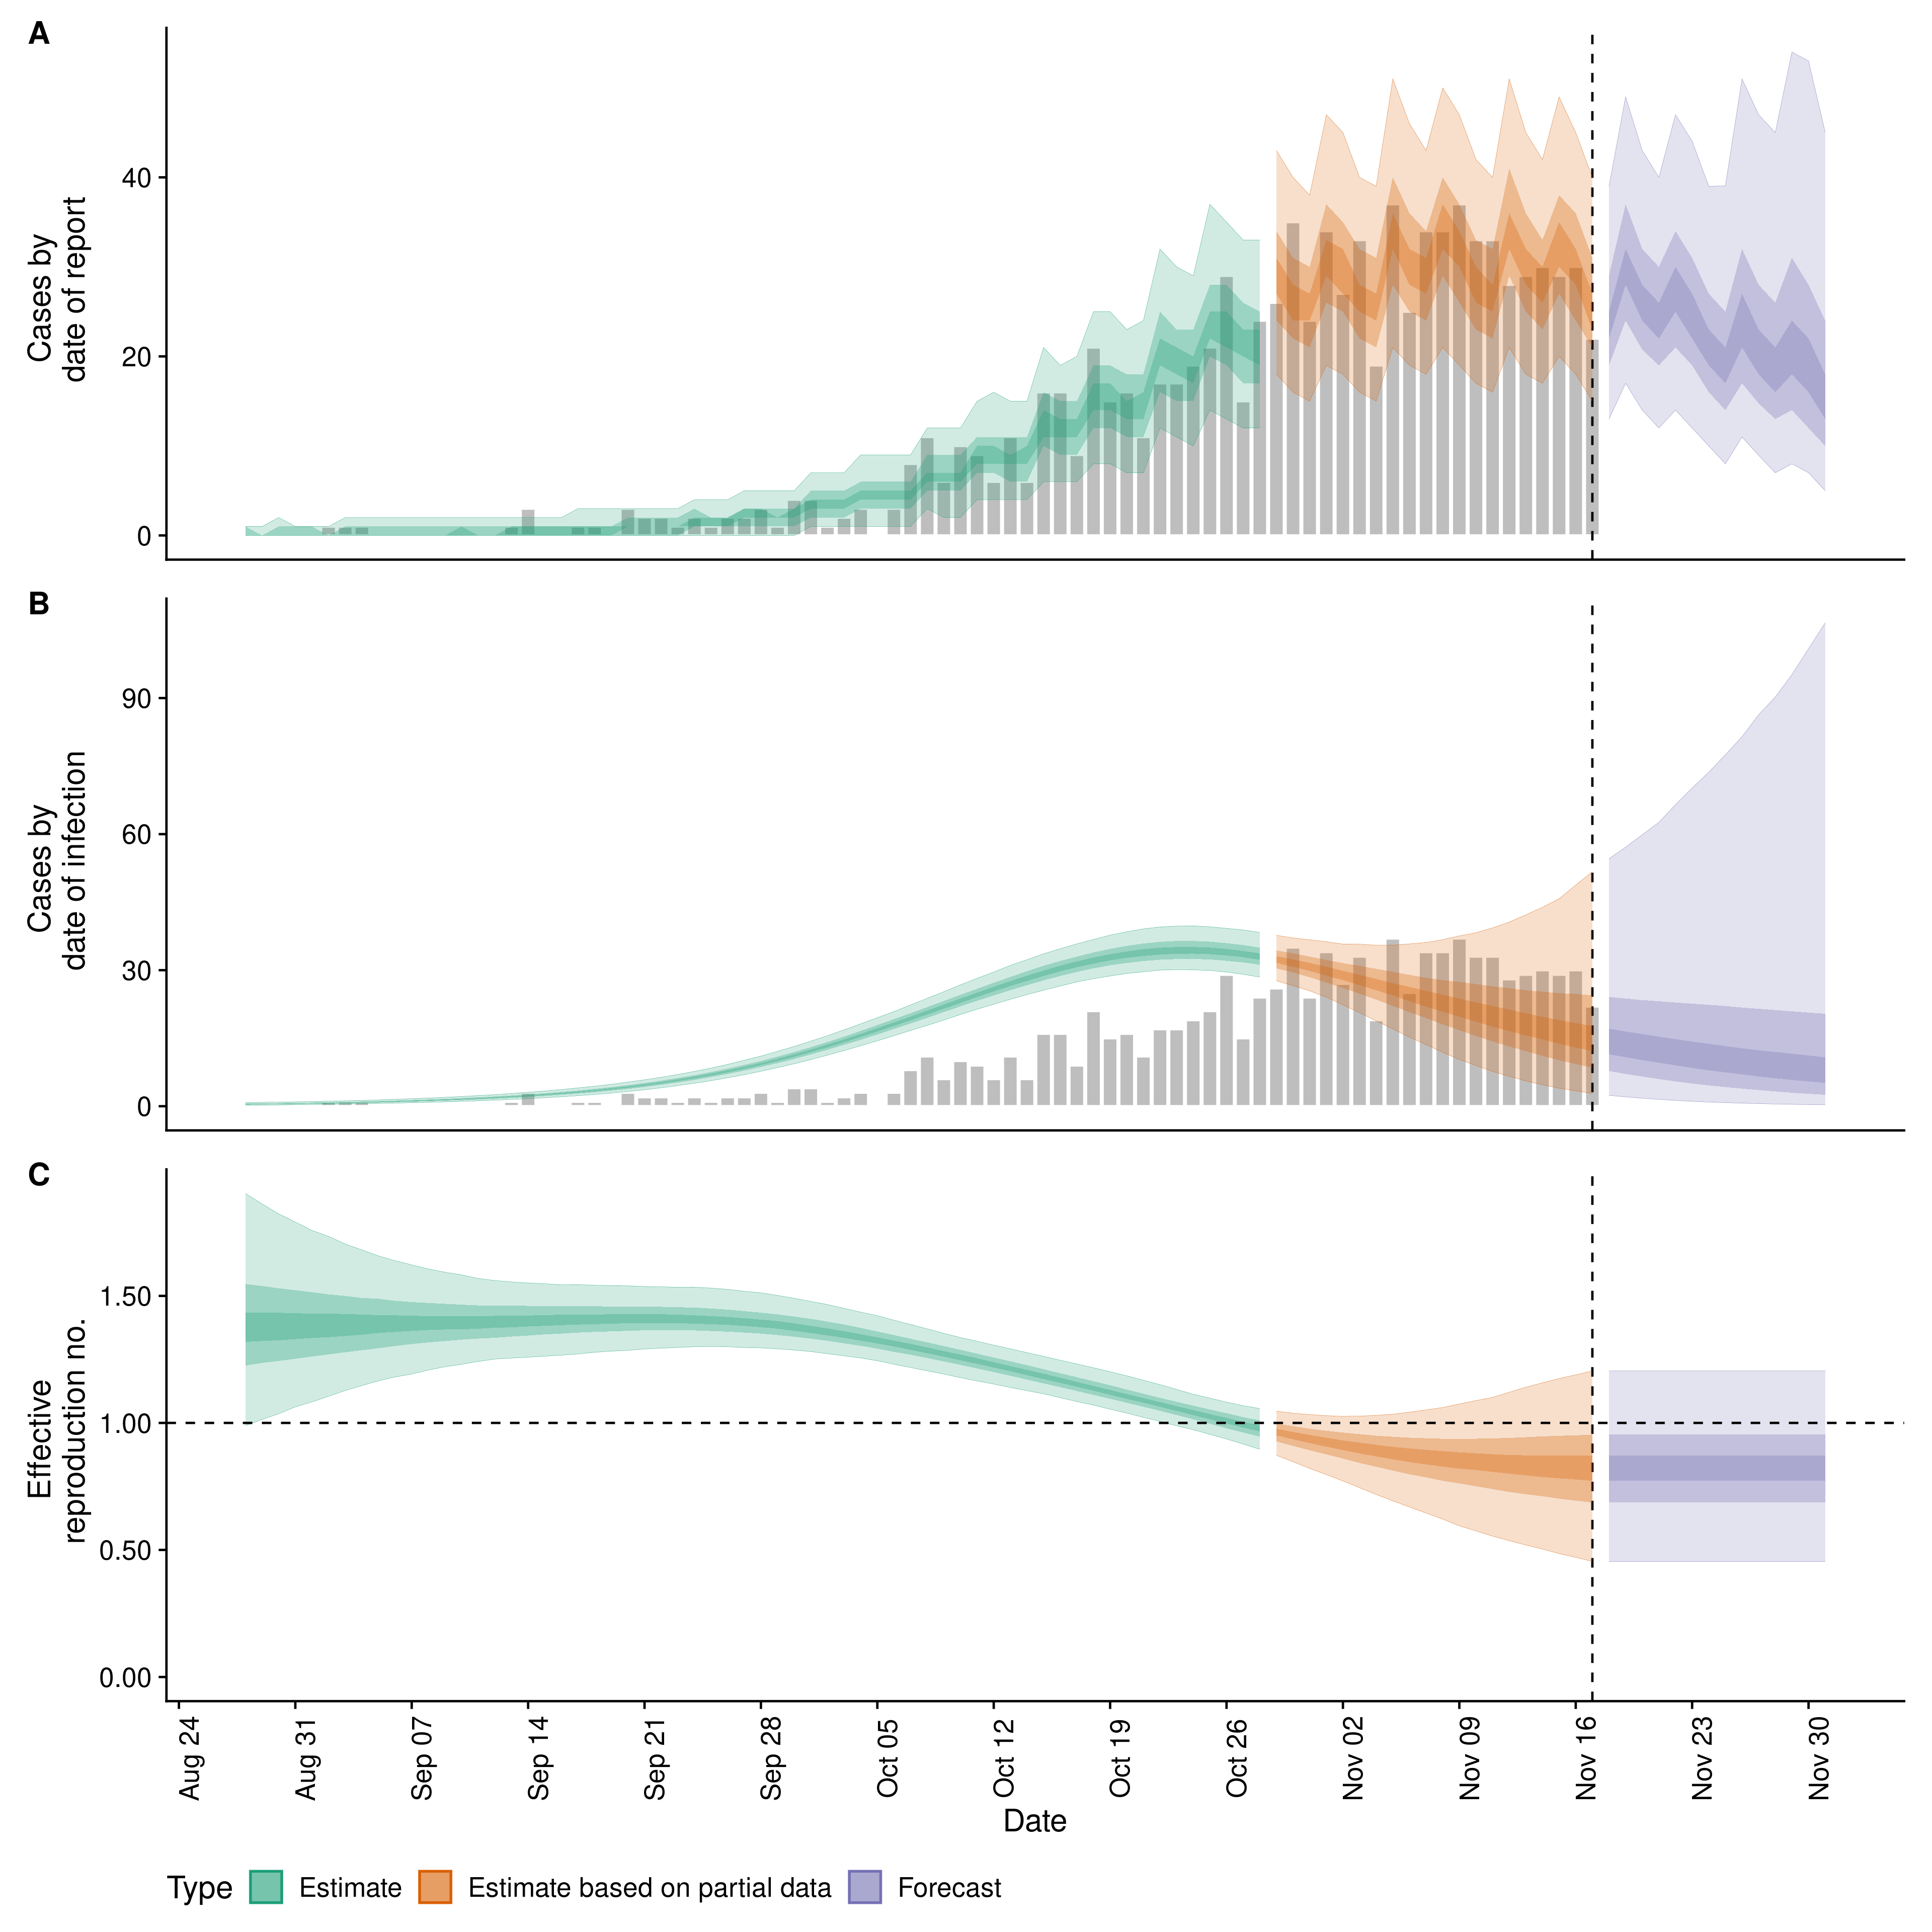 A
Cases by
date of report
40
20
0
B
Cases by
date of infection
90
60
30
0
C
Effective
reproduction no.
1.50
1.00
0.50
0.00
Aug 24
Aug 31
Sep 07
Sep 14
Sep 21
Sep 28
Oct 05
Oct 12
Oct 19
Oct 26
Nov 02
Nov 09
Nov 16
Nov 23
Nov 30
Date
Type Estimate Estimate based on partial data Forecast